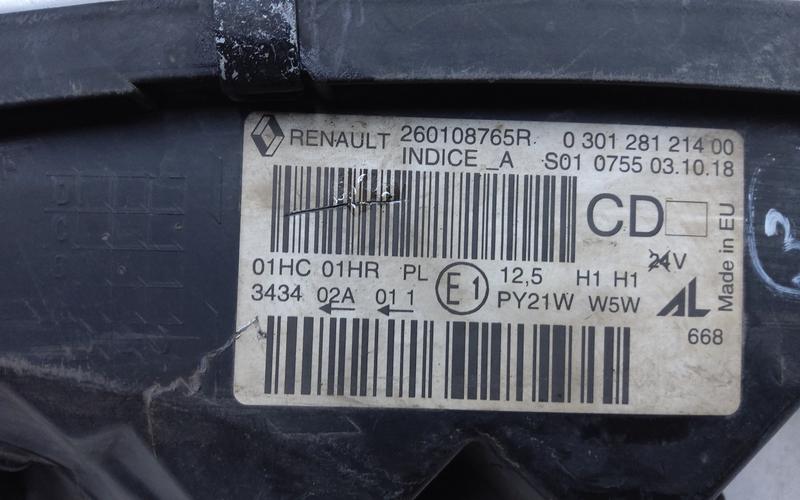 RENAULT 260108765R 0 301 281 214 00
INDICE _A S01 0755 03.10.18
CD
Made in EU
01HC 01HR PL E1 12,5 H1 H1 24V
3434 02A 01 1 PY21W W5W AL
668